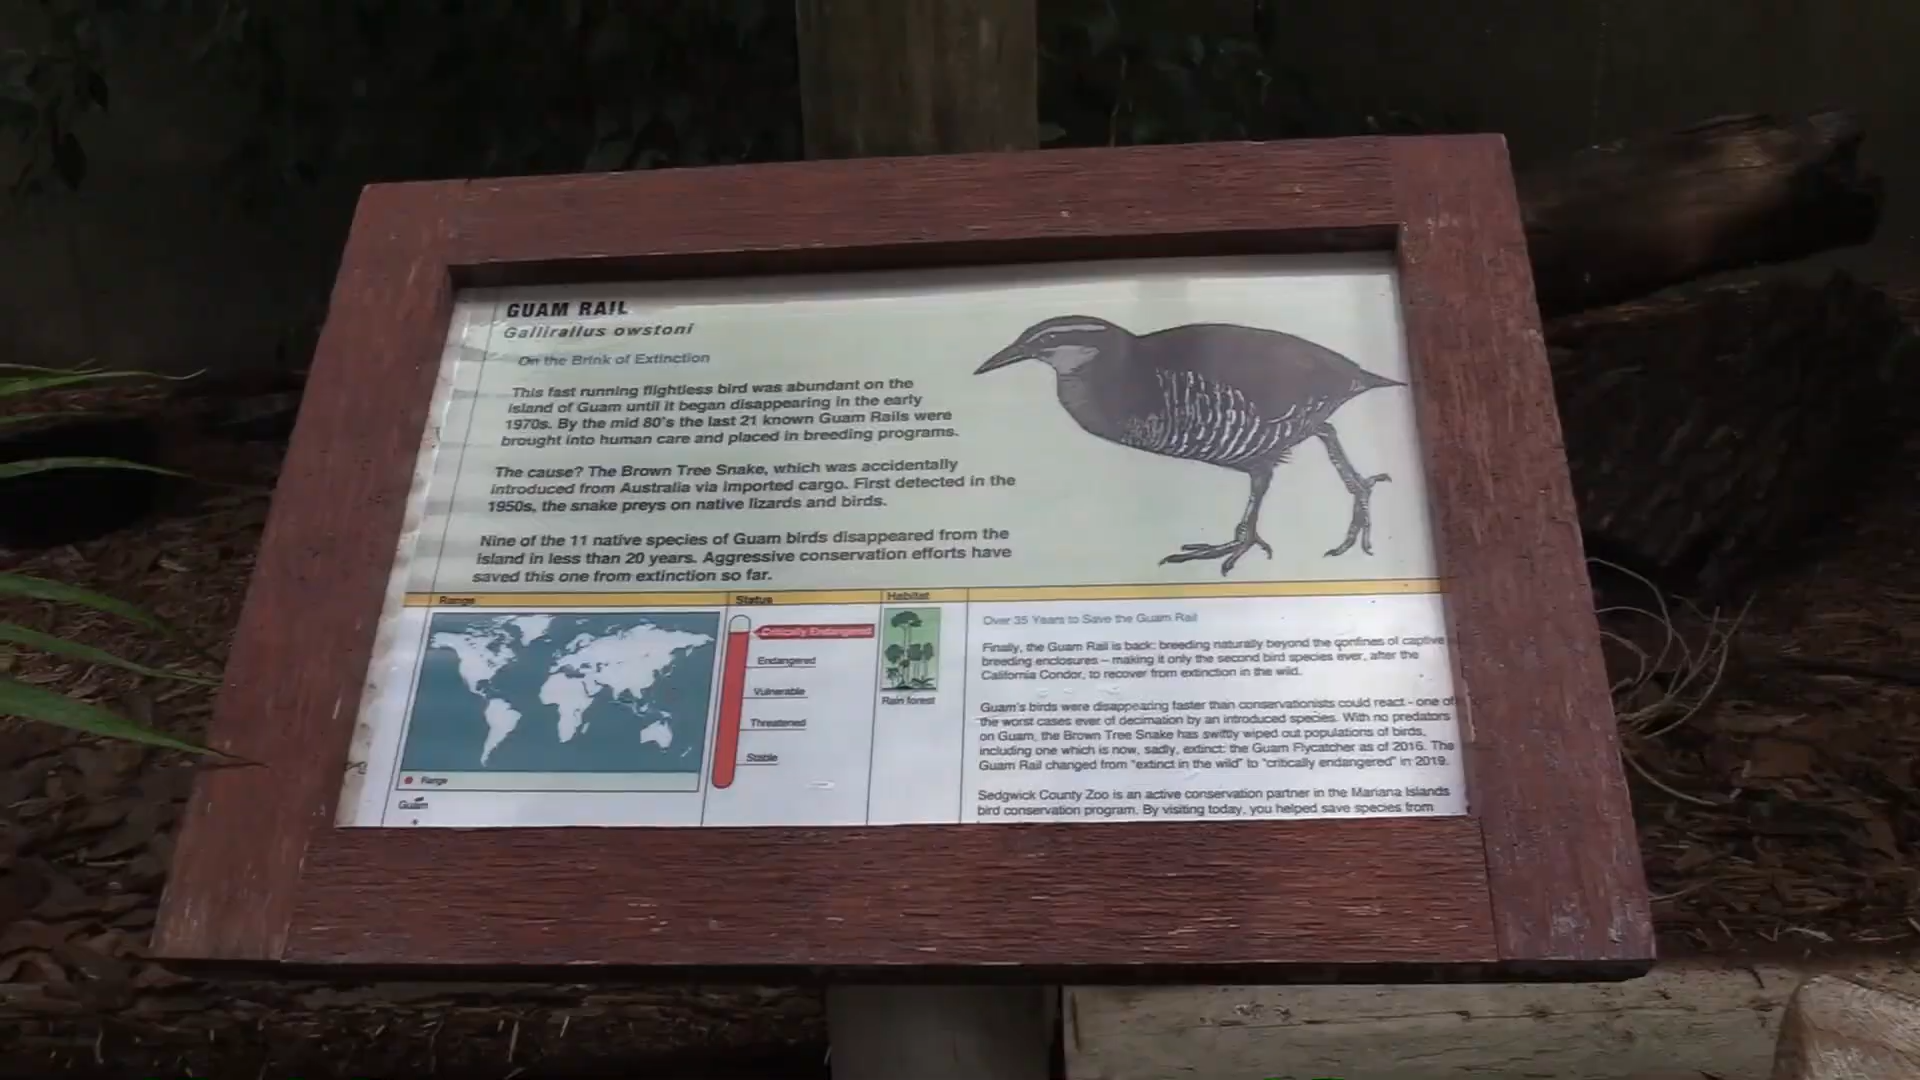 GUAM RAIL
Gallirallus owstoni
On the Brink of Extinction
This fast running flightless bird was abundant on the
island of Guam until it began disappearing in the early
1970s. By the mid 80's the last 21 known Guam Rails were
brought into human care and placed in breeding programs.
The cause? The Brown Tree Snake, which was accidentally
introduced from Australia via imported cargo. First detected in the
1950s, the snake preys on native lizards and birds.
Nine of the 11 native species of Guam birds disappeared from the
island in less than 20 years. Aggressive conservation efforts have
saved this one from extinction so far.
Range
Range
Guam
Status
Critically Endangered
Endangered
Vulnerable
Threatened
Stable
Habitat
Rain forest
Over 35 Years to Save the Guam Rail
Finally, the Guam Rail is back: breeding naturally beyond the confines of captive
breeding enclosures – making it only the second bird species ever, after the
California Condor, to recover from extinction in the wild.
Guam's birds were disappearing faster than conservationists could react - one of
the worst cases ever of decimation by an introduced species. With no predators
on Guam, the Brown Tree Snake has swiftly wiped out populations of birds,
including one which is now, sadly, extinct: the Guam Flycatcher as of 2016. The
Guam Rail changed from "extinct in the wild" to "critically endangered" in 2019.
Sedgwick County Zoo is an active conservation partner in the Mariana Islands
bird conservation program. By visiting today, you helped save species from